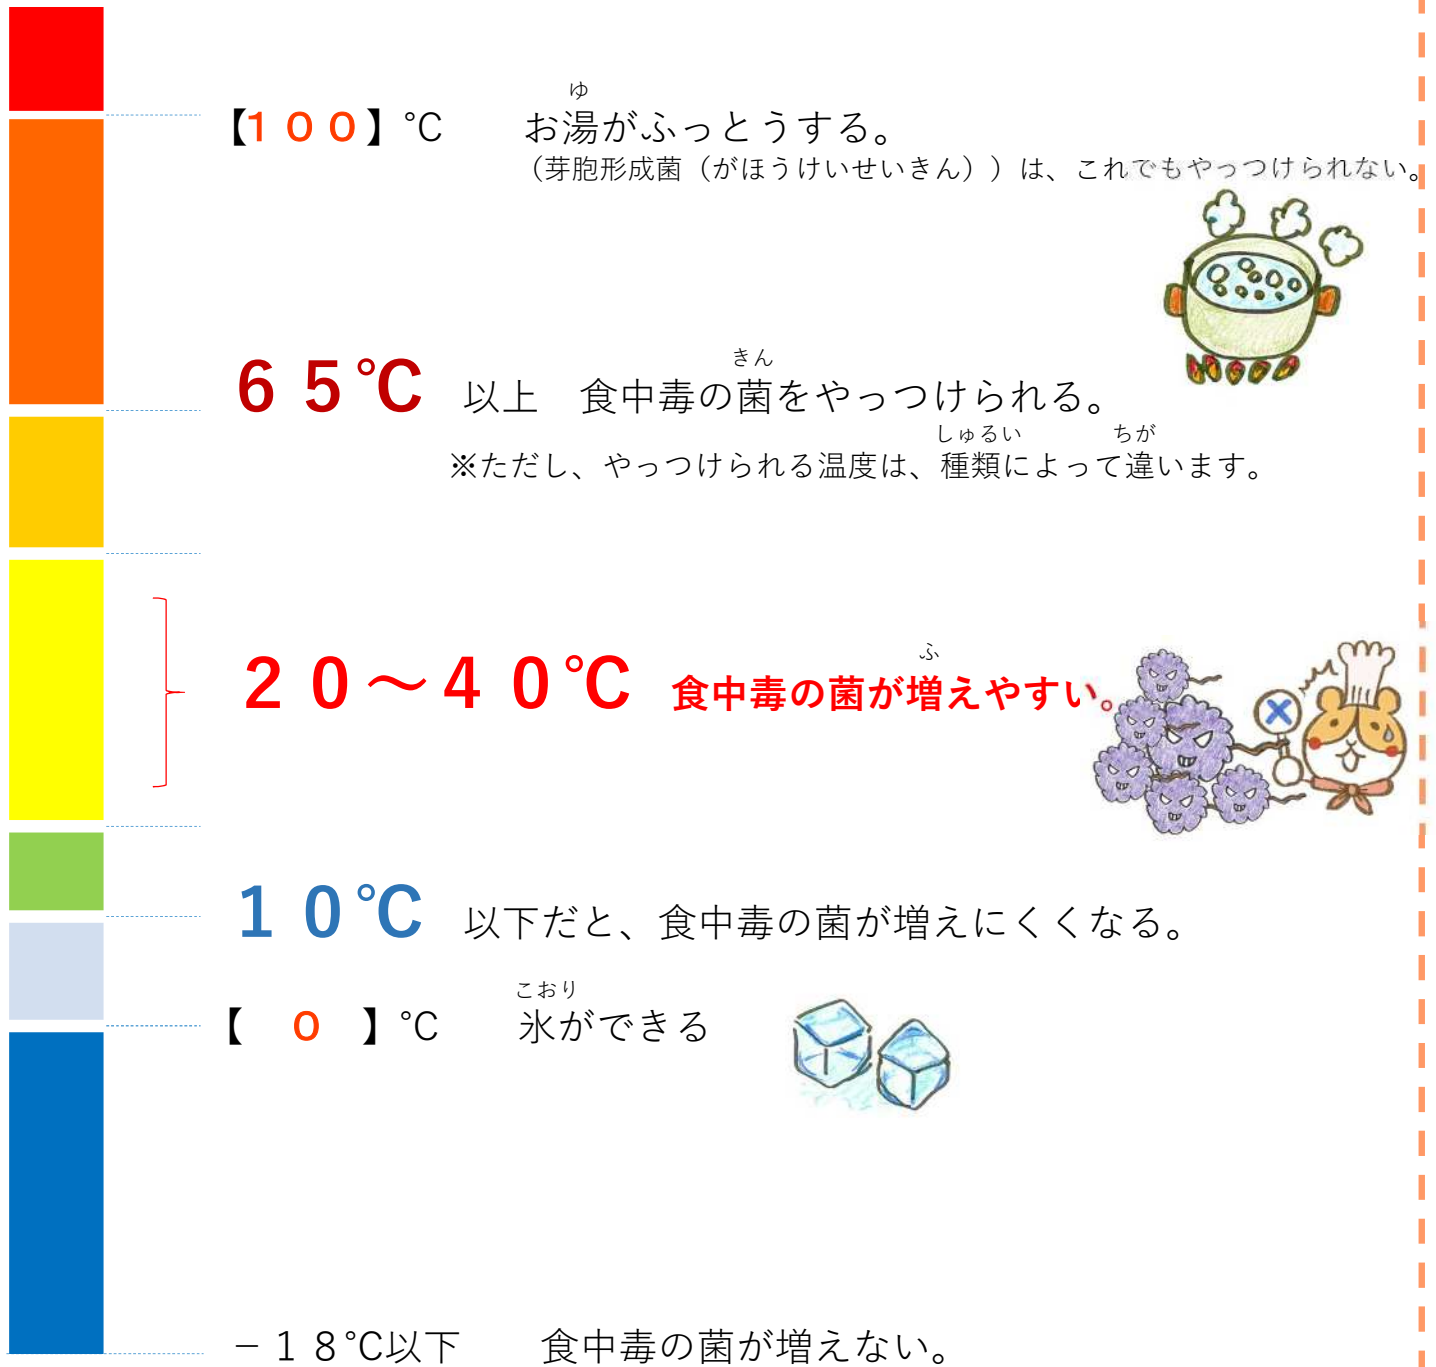 ゆ
【１００】℃　お湯がふっとうする。
（芽胞形成菌（がほうけいせいきん））は、これでもやっつけられない。
きん
６５℃ 以上　食中毒の菌をやっつけられる。
しゅるい　ちが
※ただし、やっつけられる温度は、種類によって違います。
ふ
２０～４０℃ 食中毒の菌が増えやすい。
１０℃ 以下だと、食中毒の菌が増えにくくなる。
こおり
【　０　】℃　氷ができる
－１８℃以下　食中毒の菌が増えない。